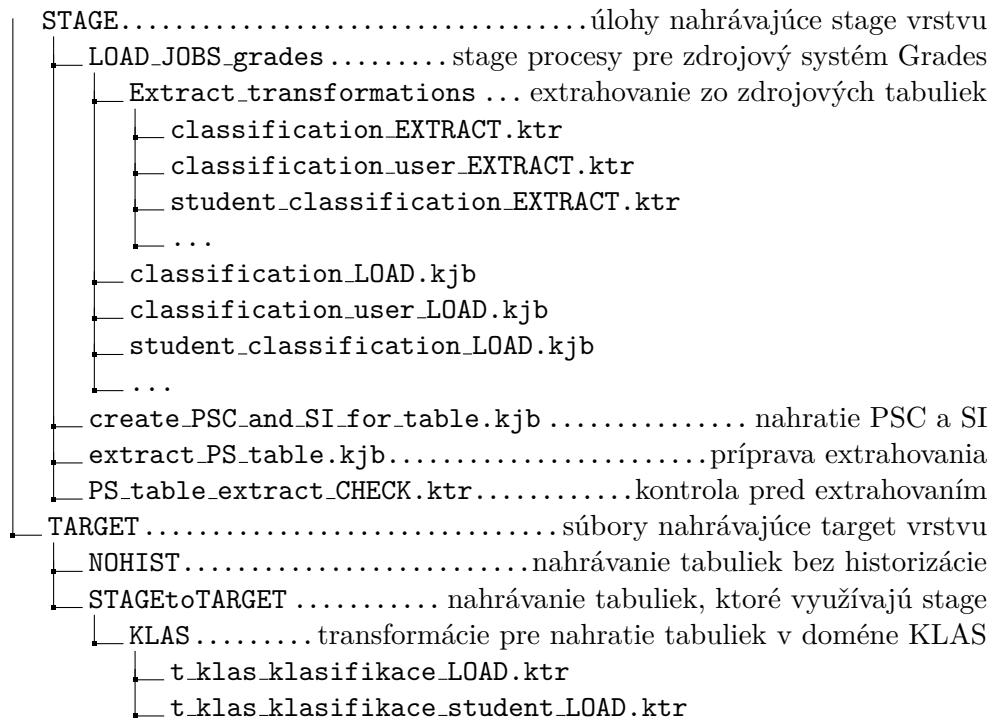 STAGE.................................úlohy nahrávajúce stage vrstvu
LOAD_JOBS_grades.........stage procesy pre zdrojový systém Grades
Extract_transformations...extrahovanie zo zdrojových tabuliek
classification_EXTRACT.ktr
classification_user_EXTRACT.ktr
student_classification_EXTRACT.ktr
...
classification_LOAD.kjb
classification_user_LOAD.kjb
student_classification_LOAD.kjb
...
create_PSC_and_SI_for_table.kjb...............nahratie PSC a SI
extract_PS_table.kjb........................príprava extrahovania
PS_table_extract_CHECK.ktr............kontrola pred extrahovaním
TARGET...............................súbory nahrávajúce target vrstvu
NOHIST..........................nahrávanie tabuliek bez historizácie
STAGEtoTARGET...........nahrávanie tabuliek, ktoré využívajú stage
KLAS.........transformácie pre nahratie tabuliek v doméne KLAS
t_klas_klasifikace_LOAD.ktr
t_klas_klasifikace_student_LOAD.ktr